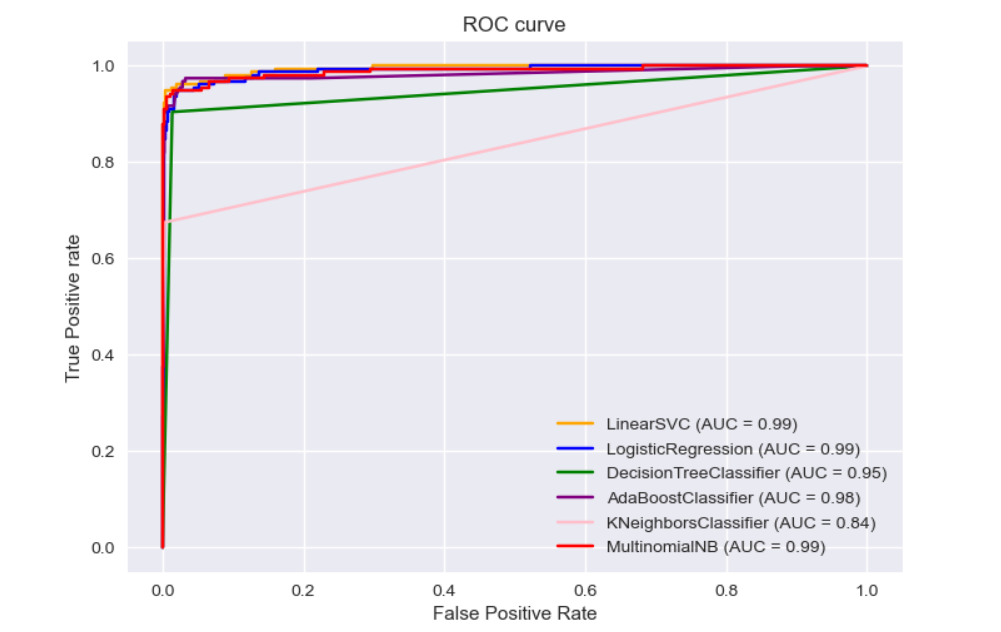 ROC curve
True Positive rate
1.0
0.8
0.6
0.4
0.2
0.0
LinearSVC (AUC = 0.99)
LogisticRegression (AUC = 0.99)
DecisionTreeClassifier (AUC = 0.95)
AdaBoostClassifier (AUC = 0.98)
KNeighborsClassifier (AUC = 0.84)
MultinomialNB (AUC = 0.99)
0.0 0.2 0.4 0.6 0.8 1.0
False Positive Rate